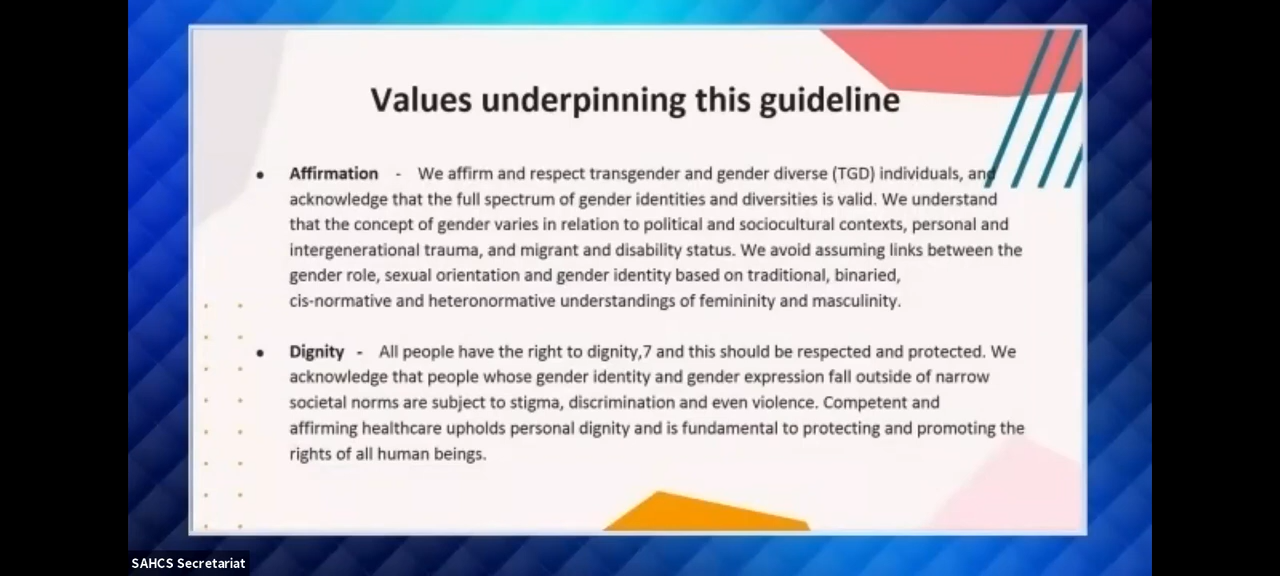 Values underpinning this guideline
• Affirmation - We affirm and respect transgender and gender diverse (TGD) individuals, and
acknowledge that the full spectrum of gender identities and diversities is valid. We understand
that the concept of gender varies in relation to political and sociocultural contexts, personal and
intergenerational trauma, and migrant and disability status. We avoid assuming links between the
gender role, sexual orientation and gender identity based on traditional, binaried,
cis-normative and heteronormative understandings of femininity and masculinity.
• Dignity - All people have the right to dignity,7 and this should be respected and protected. We
acknowledge that people whose gender identity and gender expression fall outside of narrow
societal norms are subject to stigma, discrimination and even violence. Competent and
affirming healthcare upholds personal dignity and is fundamental to protecting and promoting the
rights of all human beings.
SAHCS Secretariat